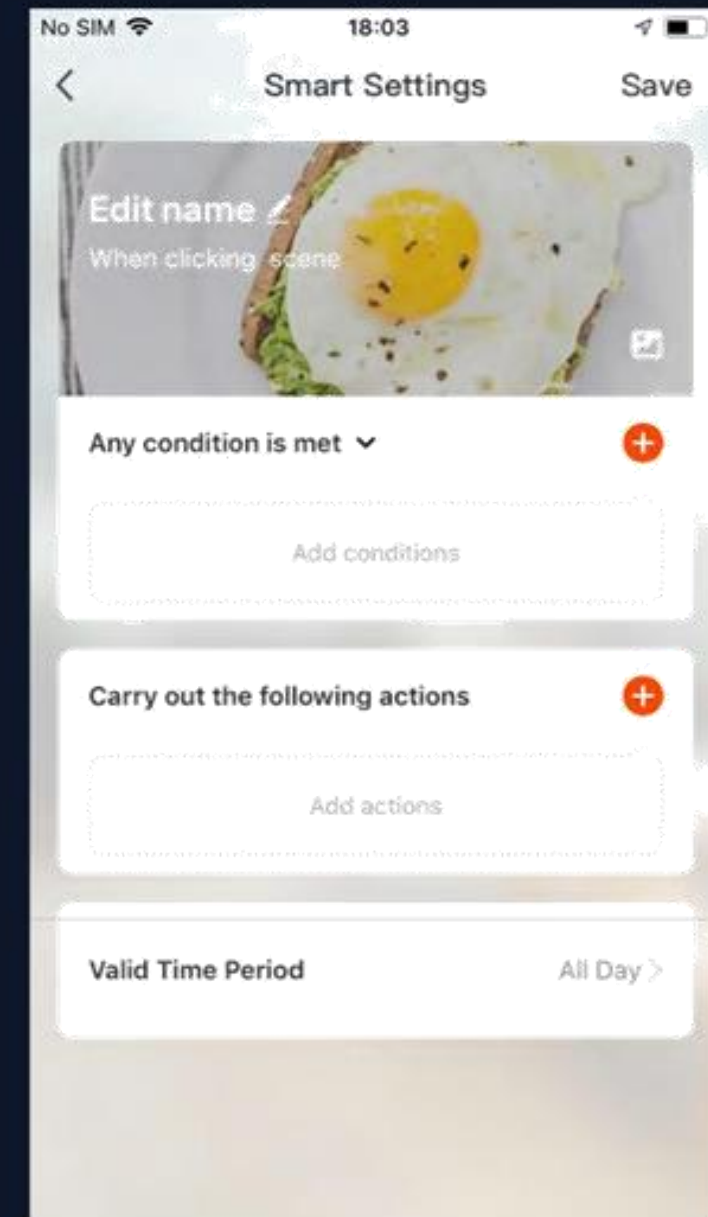 No SIM 18:03
Smart Settings Save
Edit name
When clicking scene
Any condition is met
Add conditions
Carry out the following actions
Add actions
Valid Time Period All Day